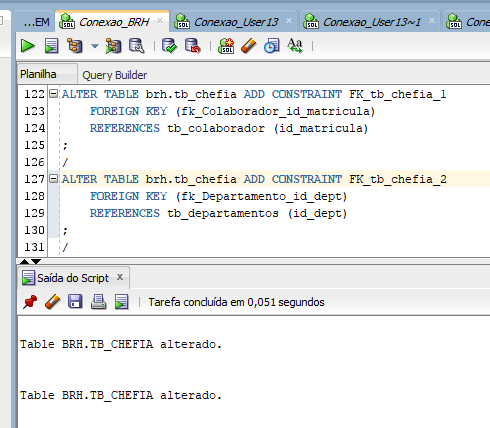 ...EM Conexao_BRH Conexao_User13 Conexao_User13~1
Planilha Query Builder
122 ALTER TABLE brh.tb_chefia ADD CONSTRAINT FK_tb_chefia_1
123 FOREIGN KEY (fk_Colaborador_id_matricula)
124 REFERENCES tb_colaborador (id_matricula)
125 ;
126 /
127 ALTER TABLE brh.tb_chefia ADD CONSTRAINT FK_tb_chefia_2
128 FOREIGN KEY (fk_Departamento_id_dept)
129 REFERENCES tb_departamentos (id_dept)
130 ;
131 /
Saída do Script x
Tarefa concluída em 0,051 segundos
Table BRH.TB_CHEFIA alterado.
Table BRH.TB_CHEFIA alterado.